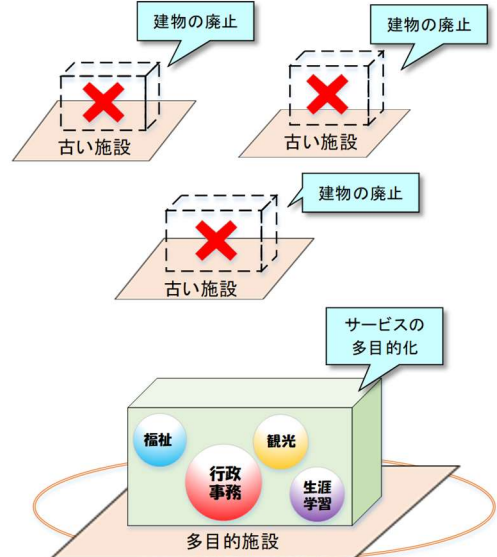 建物の廃止
建物の廃止
古い施設
古い施設
建物の廃止
古い施設
サービスの
多目的化
福祉
観光
行政
事務
生涯
学習
多目的施設